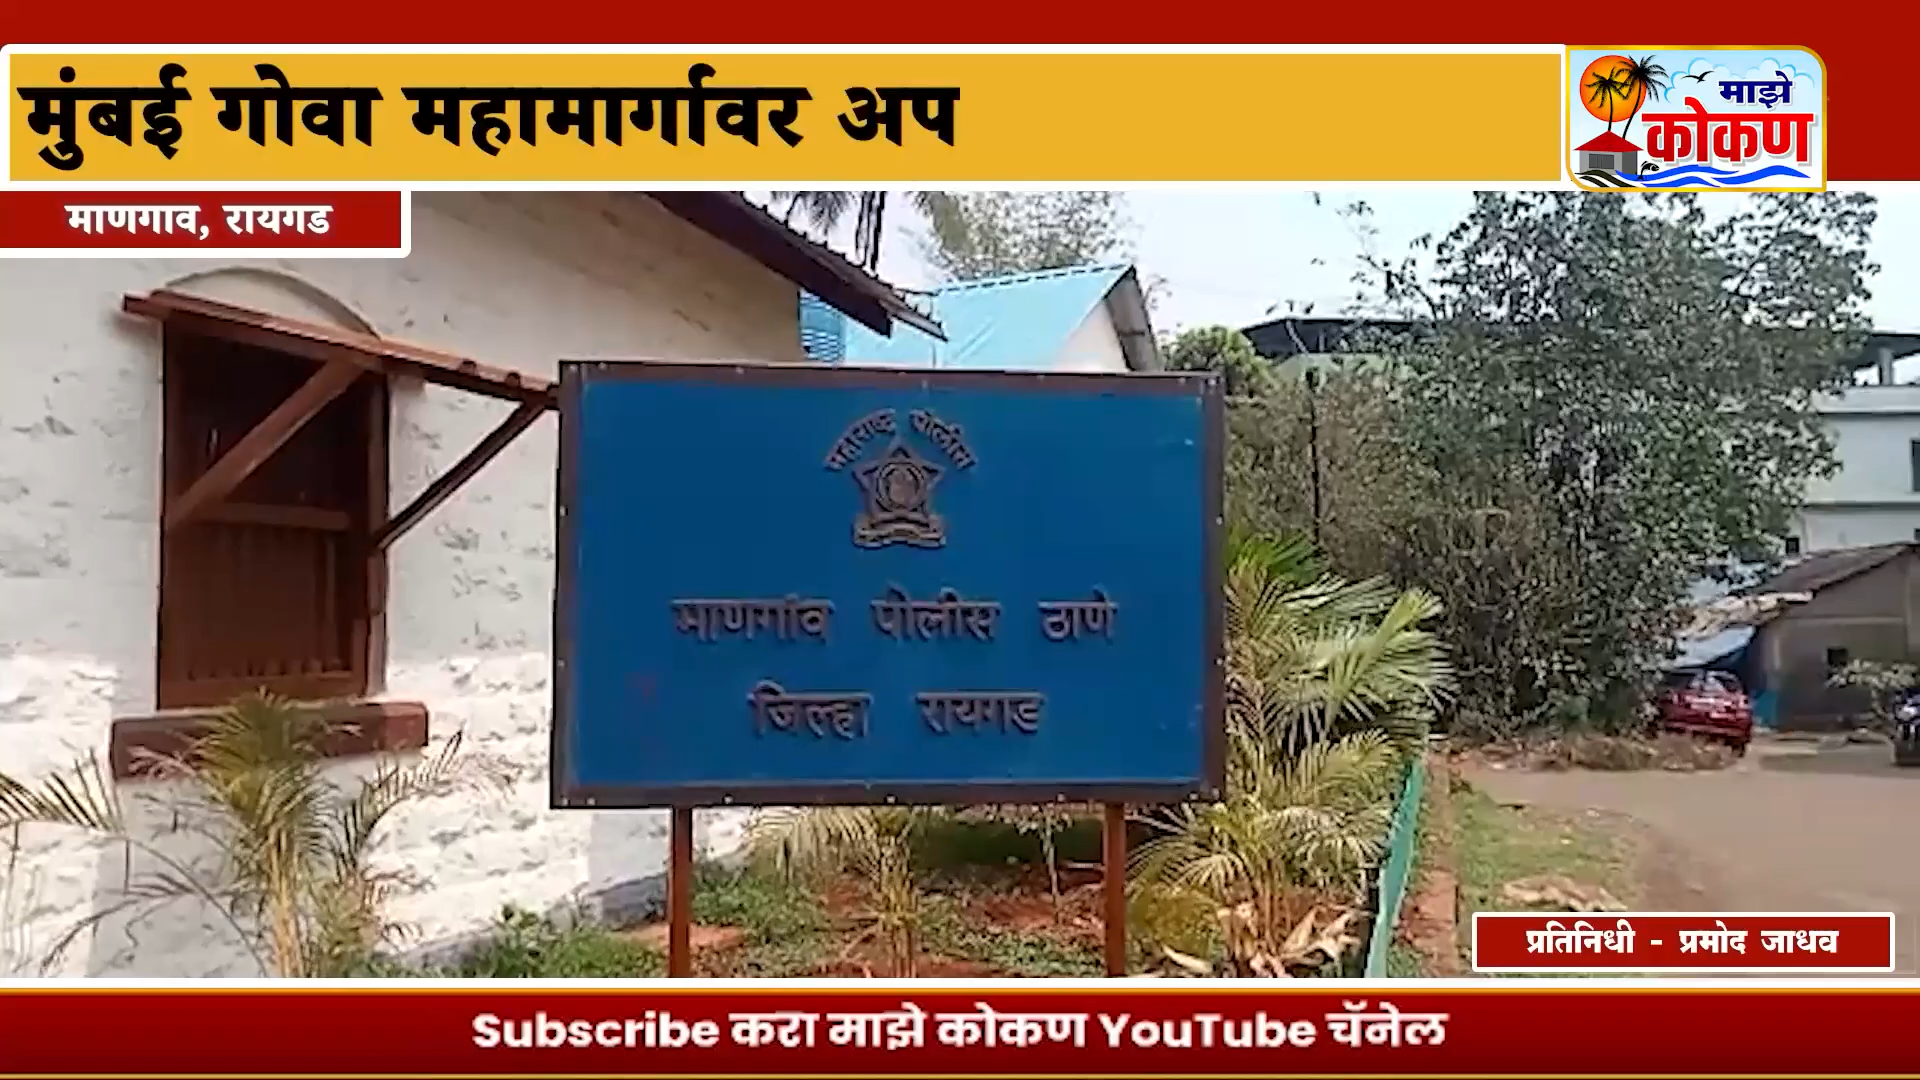 मुंबई गोवा महामार्गावर अप
माझे
कोकण
माणगाव, रायगड
महाराष्ट्र पोलीस
माणगांव पोलीस ठाणे
जिल्हा रायगड
प्रतिनिधी - प्रमोद जाधव
Subscribe करा माझे कोकण YouTube चॅनेल